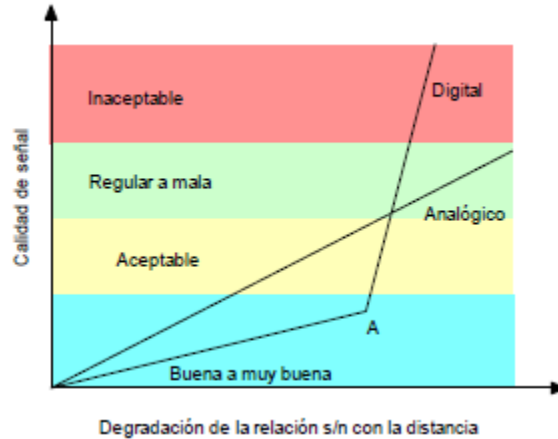 Inaceptable
Digital
Regular a mala
Analógico
Aceptable
A
Buena a muy buena
Calidad de señal
Degradación de la relación s/n con la distancia